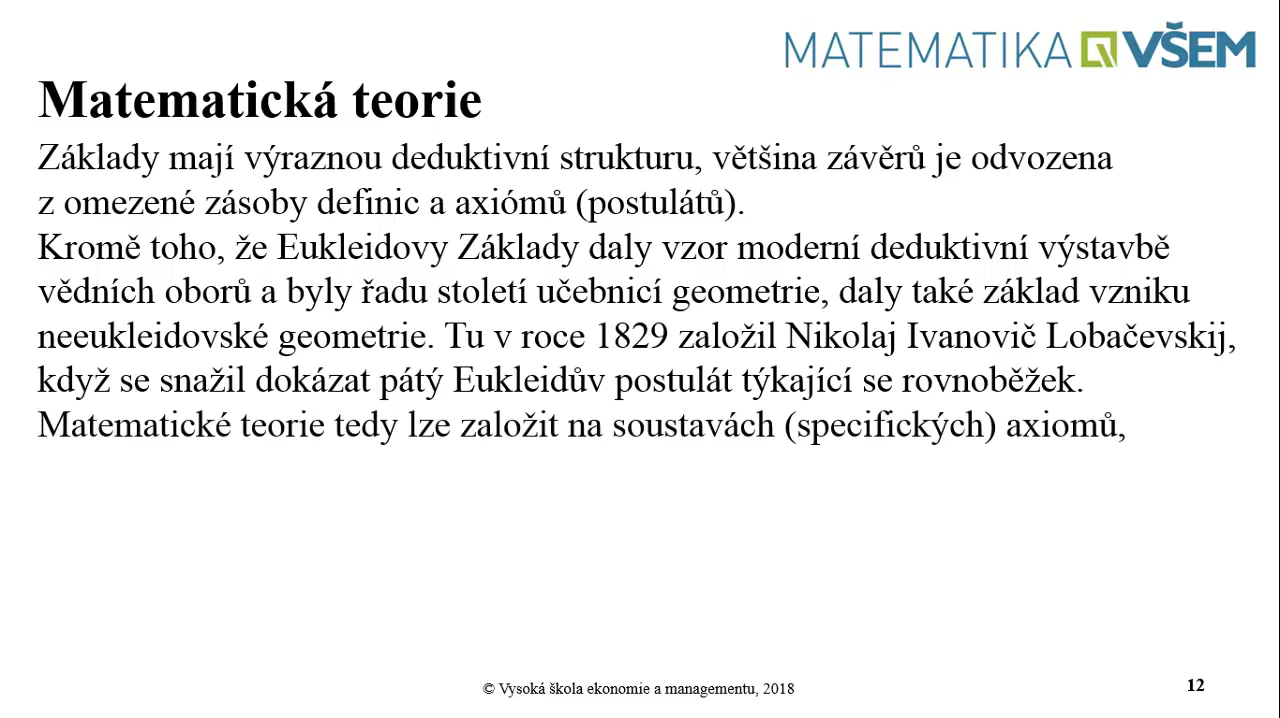 MATEMATIKA VŠEM
Matematická teorie
Základy mají výraznou deduktivní strukturu, většina závěrů je odvozena
z omezené zásoby definic a axiómů (postulátů).
Kromě toho, že Eukleidovy Základy daly vzor moderní deduktivní výstavbě
vědních oborů a byly řadu století učebnicí geometrie, daly také základ vzniku
neeukleidovské geometrie. Tu v roce 1829 založil Nikolaj Ivanovič Lobačevskij,
když se snažil dokázat pátý Eukleidův postulát týkající se rovnoběžek.
Matematické teorie tedy lze založit na soustavách (specifických) axiomů,
© Vysoká škola ekonomie a managementu, 2018
12